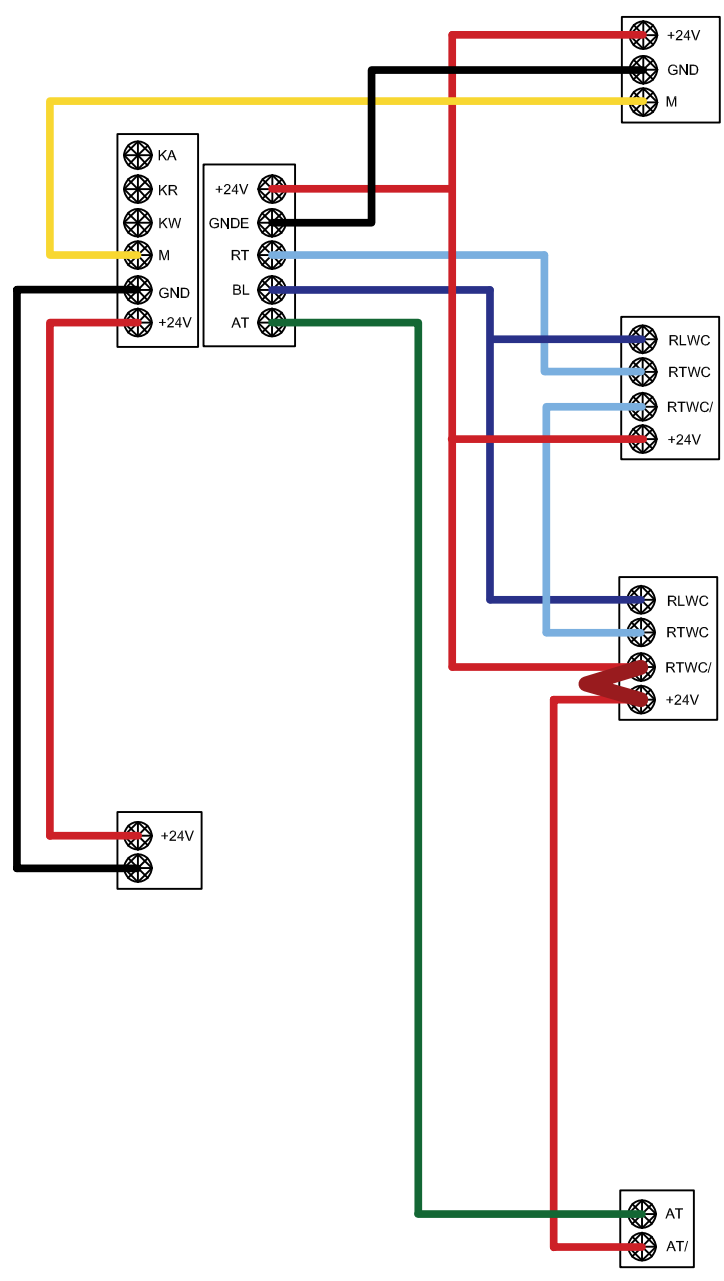 +24V
GND
M
KA
KR
KW
M
GND
+24V
+24V
GNDE
RT
BL
AT
RLWC
RTWC
RTWC/
+24V
RLWC
RTWC
RTWC/
+24V
+24V
AT
AT/